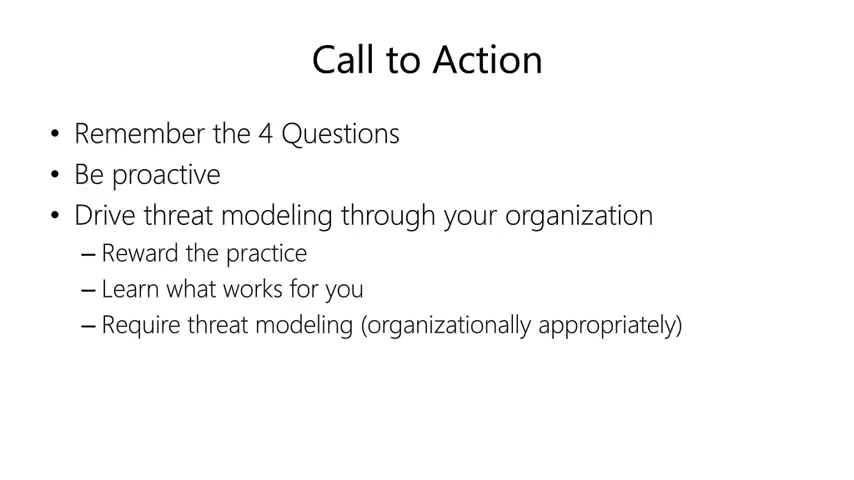 Call to Action
• Remember the 4 Questions
• Be proactive
• Drive threat modeling through your organization
– Reward the practice
– Learn what works for you
– Require threat modeling (organizationally appropriately)